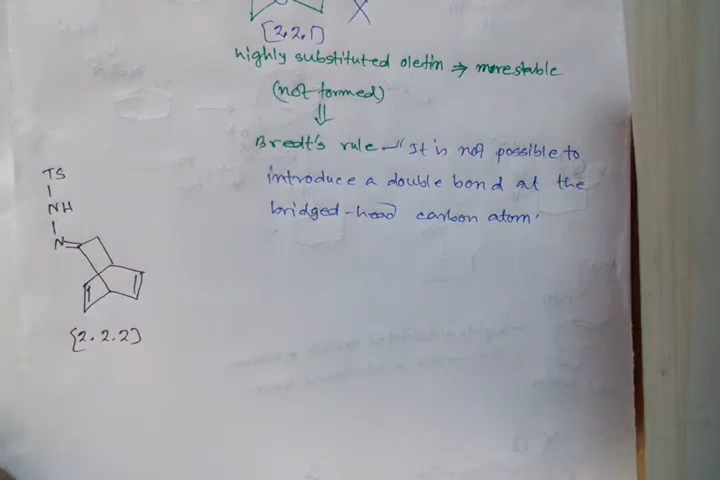 [2,2,1]
highly substituted olefin ⇒ more stable
(not formed)
⇓
Bredt's rule – "It is not possible to
introduce a double bond at the
bridged-head carbon atom.
TS
NH
N
[2.2.2]